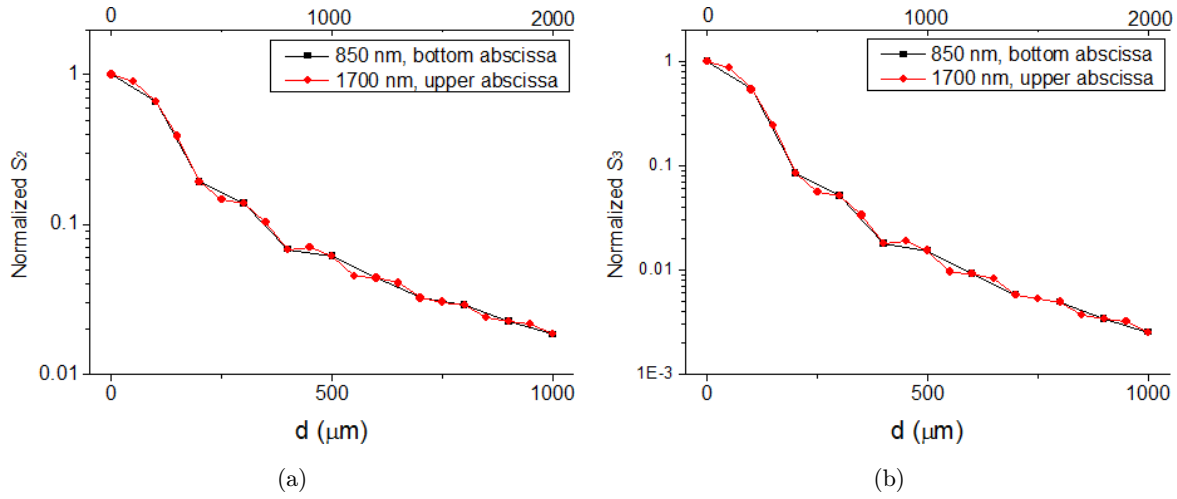 0 1000 2000
850 nm, bottom abscissa
1700 nm, upper abscissa
1
0.1
0.01
Normalized S2
0 500 1000
d (μm)
(a)
0 1000 2000
850 nm, bottom abscissa
1700 nm, upper abscissa
1
0.1
0.01
1E-3
Normalized S3
0 500 1000
d (μm)
(b)